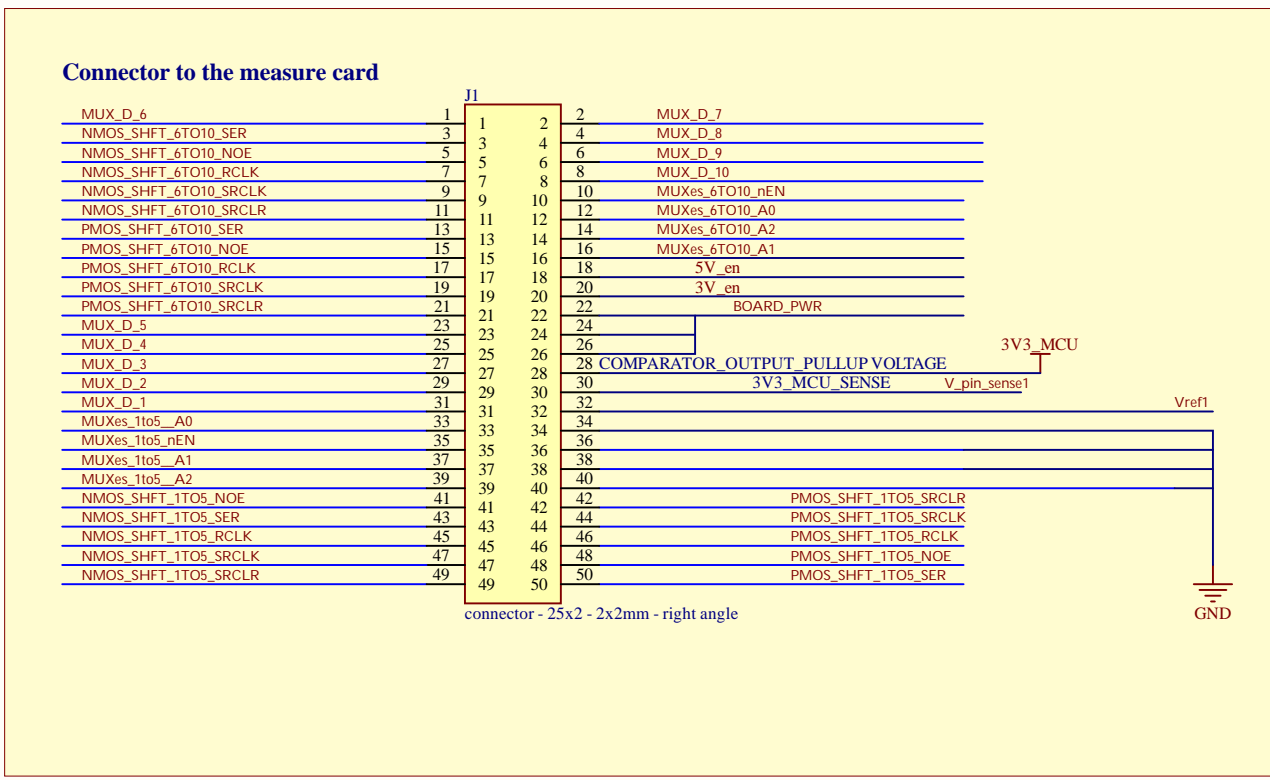 Connector to the measure card
J1
MUX_D_6 1 1 2 2 MUX_D_7
NMOS_SHFT_6TO10_SER 3 3 4 4 MUX_D_8
NMOS_SHFT_6TO10_NOE 5 5 6 6 MUX_D_9
NMOS_SHFT_6TO10_RCLK 7 7 8 8 MUX_D_10
NMOS_SHFT_6TO10_SRCLK 9 9 10 10 MUXes_6TO10_nEN
NMOS_SHFT_6TO10_SRCLR 11 11 12 12 MUXes_6TO10_A0
PMOS_SHFT_6TO10_SER 13 13 14 14 MUXes_6TO10_A2
PMOS_SHFT_6TO10_NOE 15 15 16 16 MUXes_6TO10_A1
PMOS_SHFT_6TO10_RCLK 17 17 18 18 5V_en
PMOS_SHFT_6TO10_SRCLK 19 19 20 20 3V_en
PMOS_SHFT_6TO10_SRCLR 21 21 22 22 BOARD_PWR
MUX_D_5 23 23 24 24
MUX_D_4 25 25 26 26 3V3_MCU
MUX_D_3 27 27 28 28 COMPARATOR_OUTPUT_PULLUP VOLTAGE
MUX_D_2 29 29 30 30 3V3_MCU_SENSE V_pin_sense1
MUX_D_1 31 31 32 32 Vref1
MUXes_1to5__A0 33 33 34 34
MUXes_1to5_nEN 35 35 36 36
MUXes_1to5__A1 37 37 38 38
MUXes_1to5__A2 39 39 40 40
NMOS_SHFT_1TO5_NOE 41 41 42 42 PMOS_SHFT_1TO5_SRCLR
NMOS_SHFT_1TO5_SER 43 43 44 44 PMOS_SHFT_1TO5_SRCLK
NMOS_SHFT_1TO5_RCLK 45 45 46 46 PMOS_SHFT_1TO5_RCLK
NMOS_SHFT_1TO5_SRCLK 47 47 48 48 PMOS_SHFT_1TO5_NOE
NMOS_SHFT_1TO5_SRCLR 49 49 50 50 PMOS_SHFT_1TO5_SER
connector - 25x2 - 2x2mm - right angle
GND